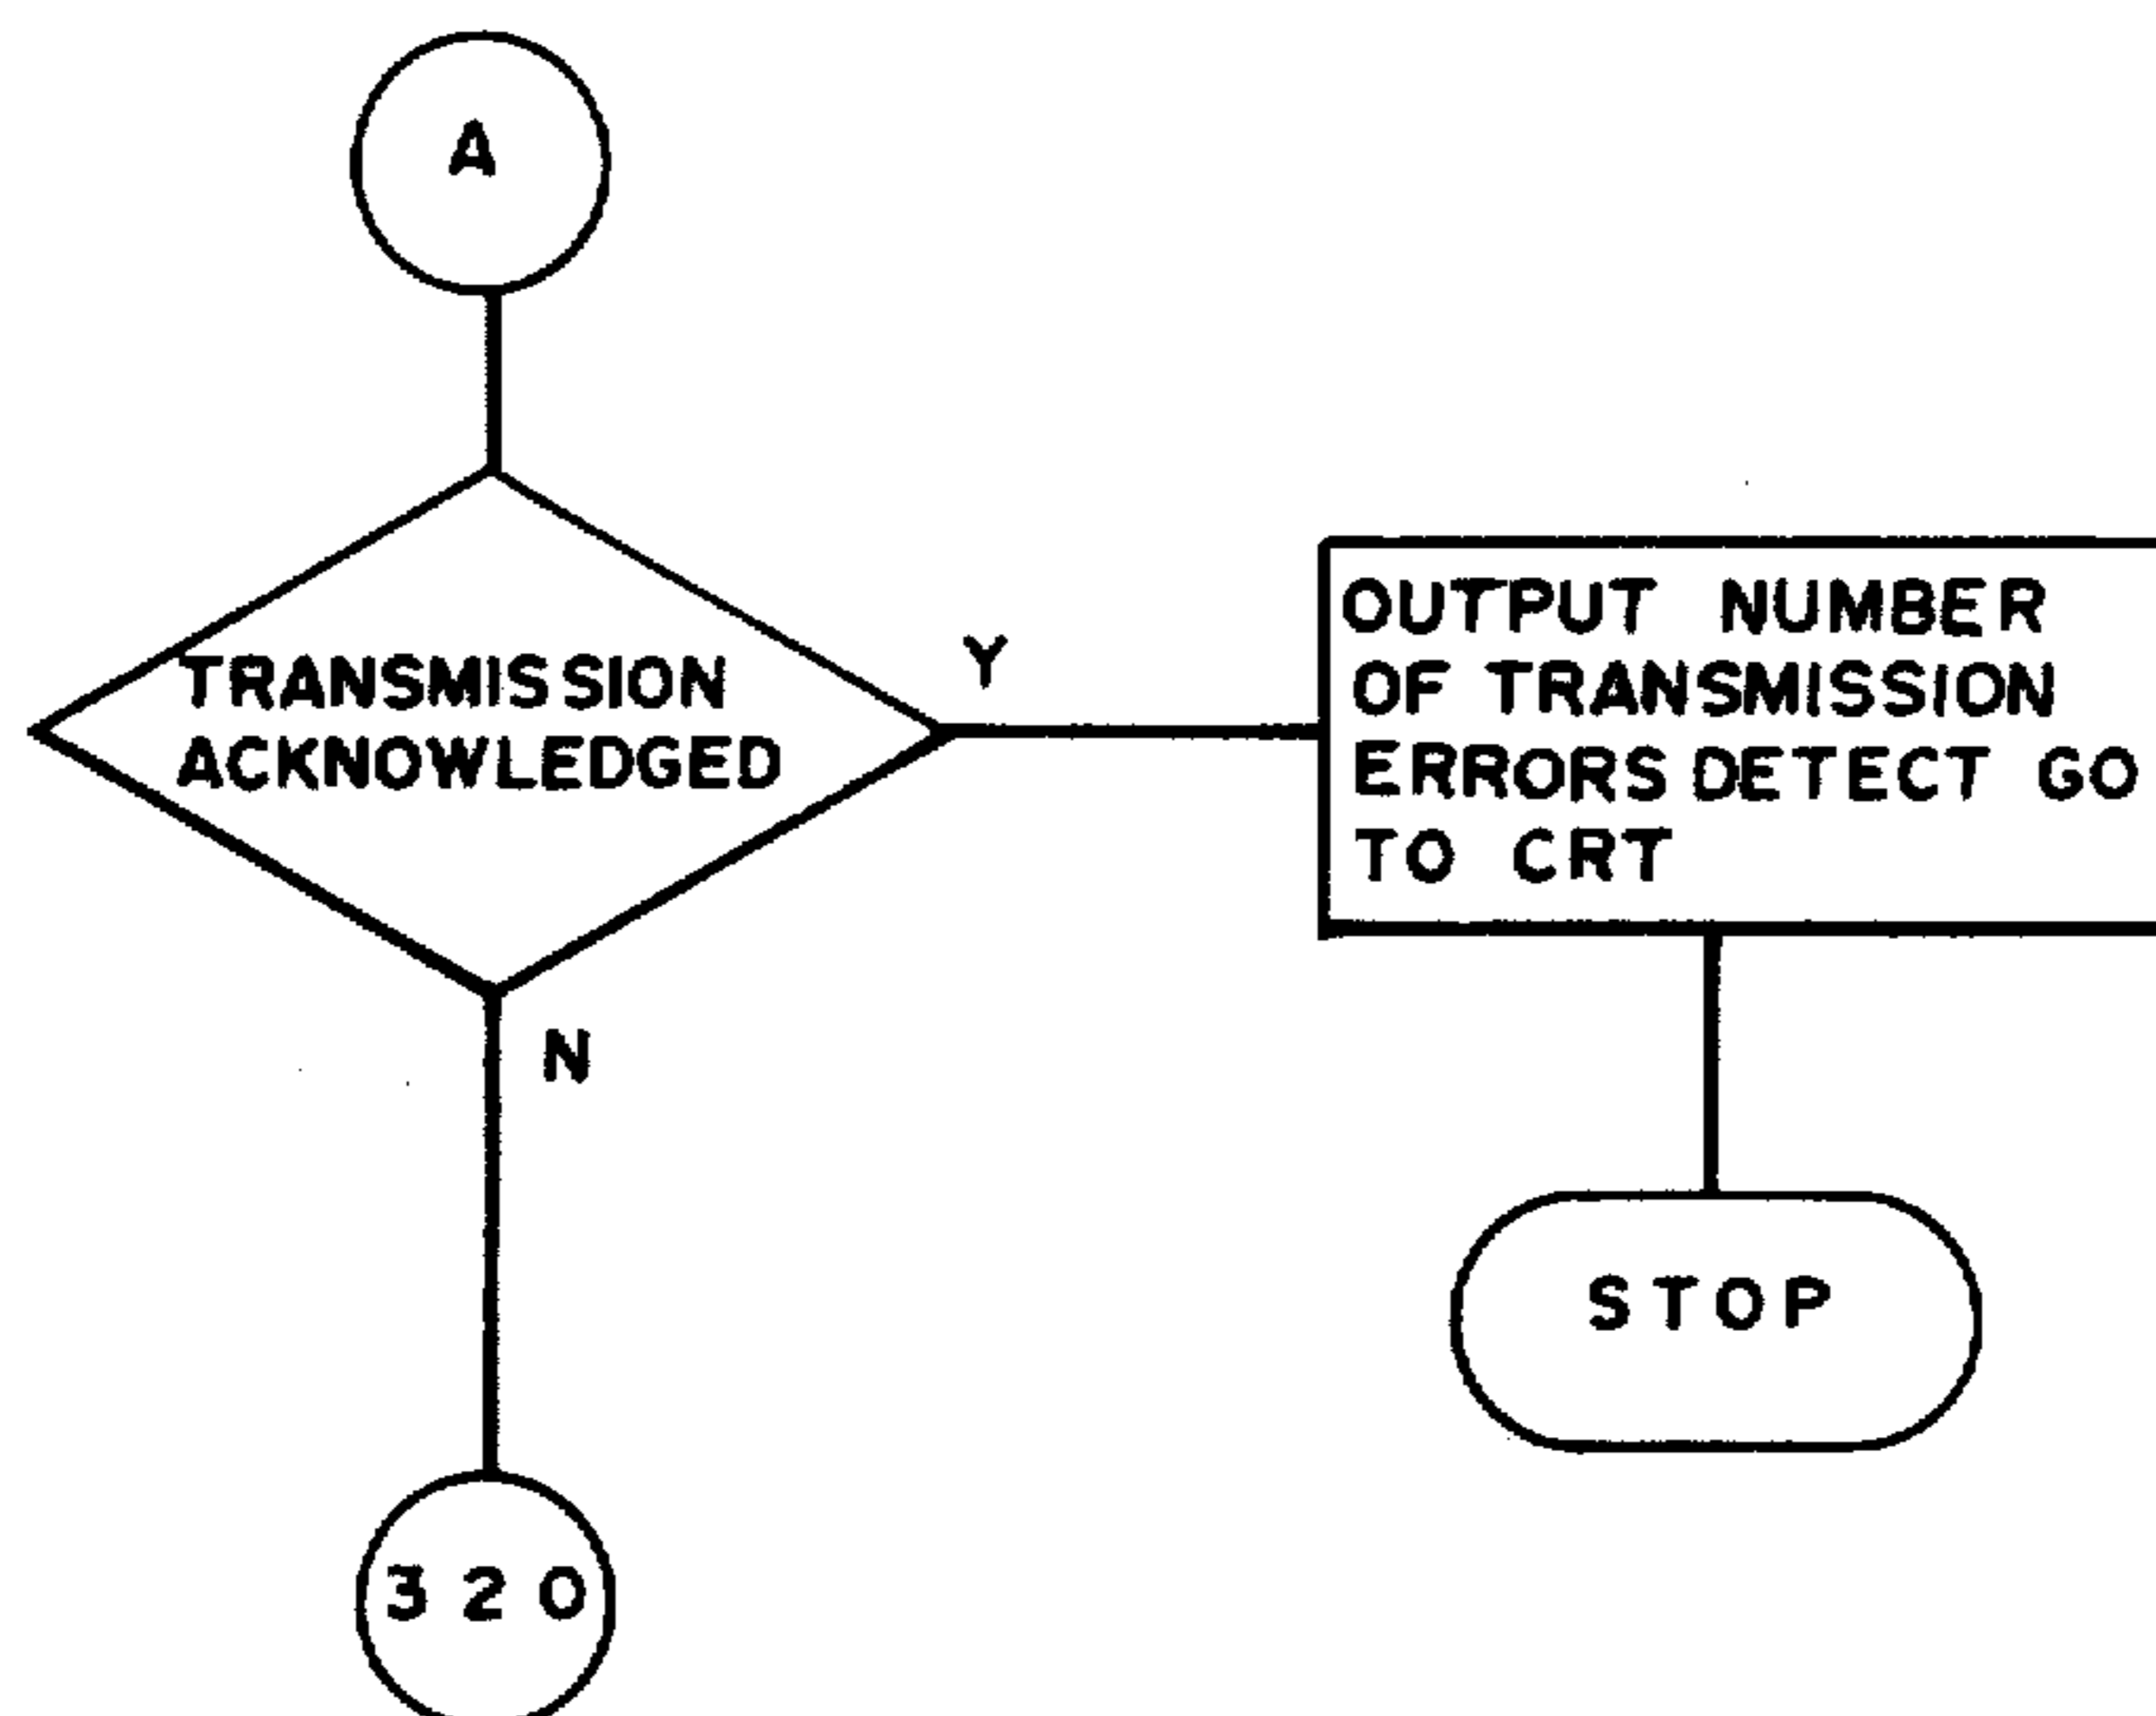 A
TRANSMISSION
ACKNOWLEDGED
Y
OUTPUT NUMBER
OF TRANSMISSION
ERRORS DETECT GO
TO CRT
N
STOP
320